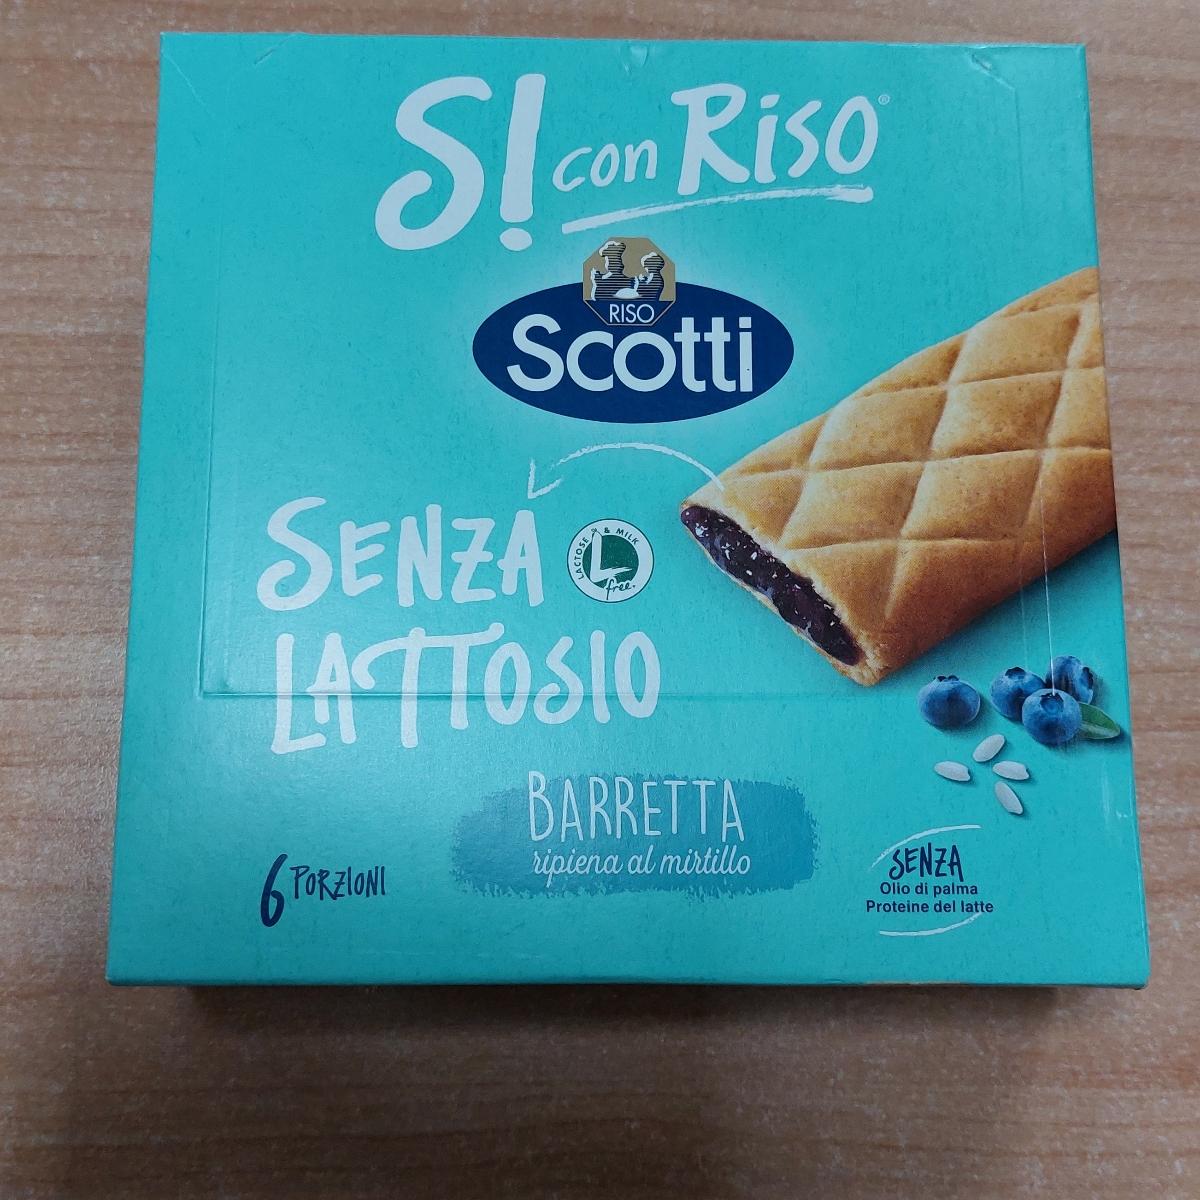 S! con Riso®
RISO
Scotti
SENZA
LACTOSE & MILK
L
free.
LATTOSIO
BARRETTA
ripiena al mirtillo
6 PORZIONI
SENZA
Olio di palma
Proteine del latte